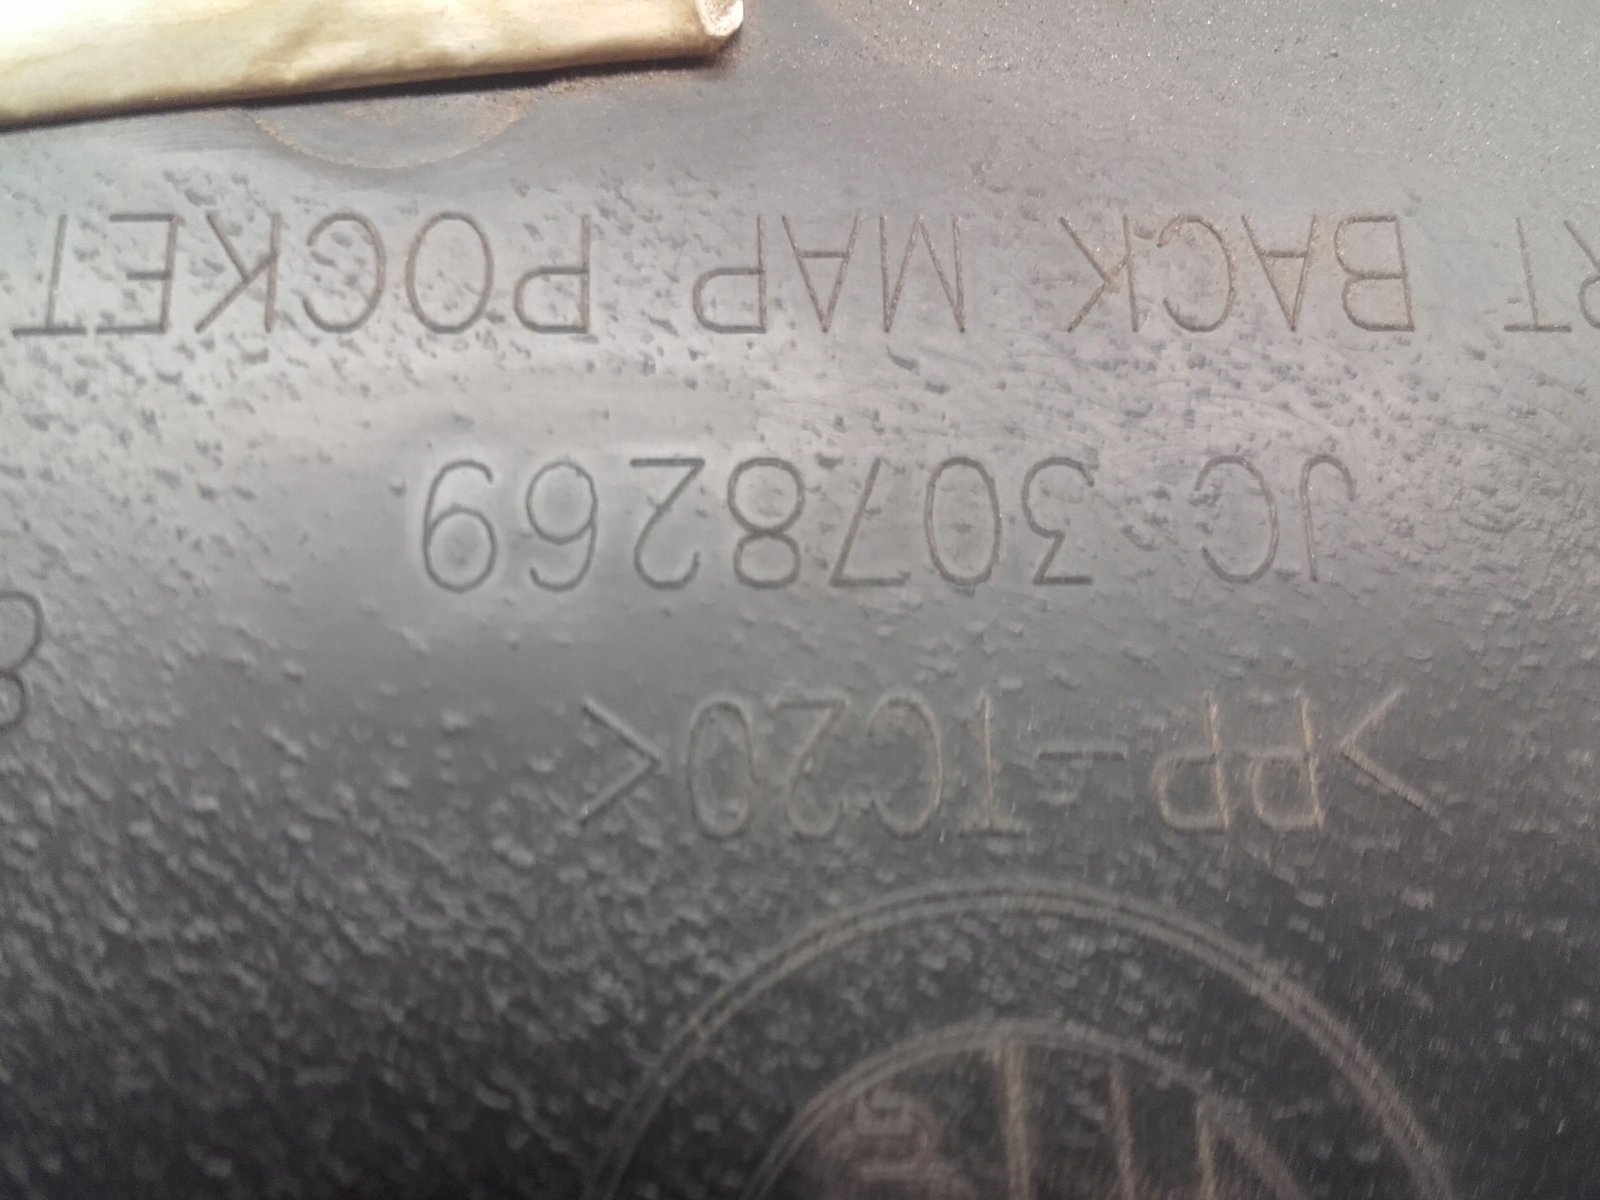 RT BACK MAP POCKET
JC 3078269
>PP-TC20<